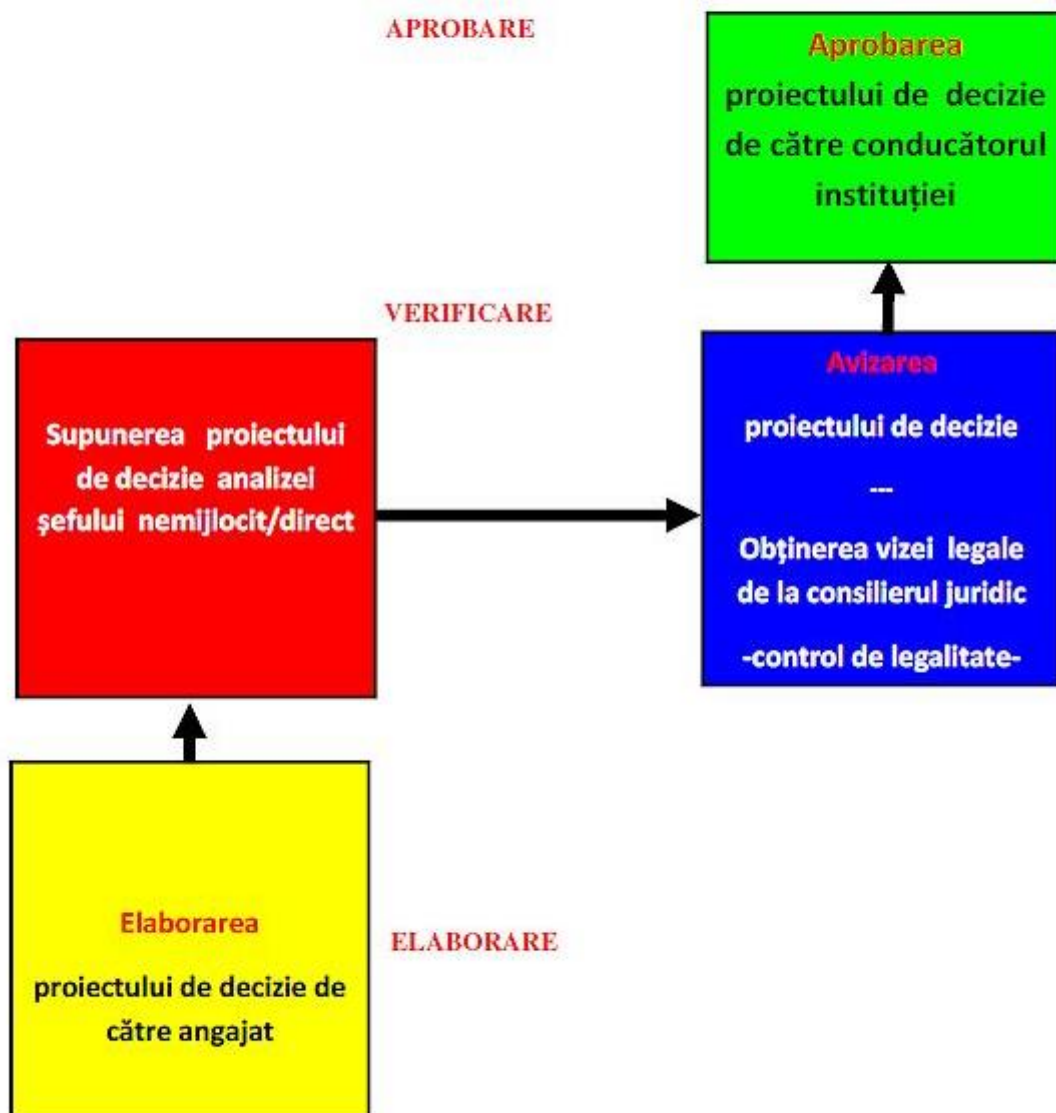 APROBARE
Aprobarea
proiectului de decizie
de către conducătorul
instituției
VERIFICARE
Supunerea proiectului
de decizie analizei
șefului nemijlocit/direct
Avizarea
proiectului de decizie
---
Obținerea vizei legale
de la consilierul juridic
-control de legalitate-
Elaborarea
proiectului de decizie de
către angajat
ELABORARE